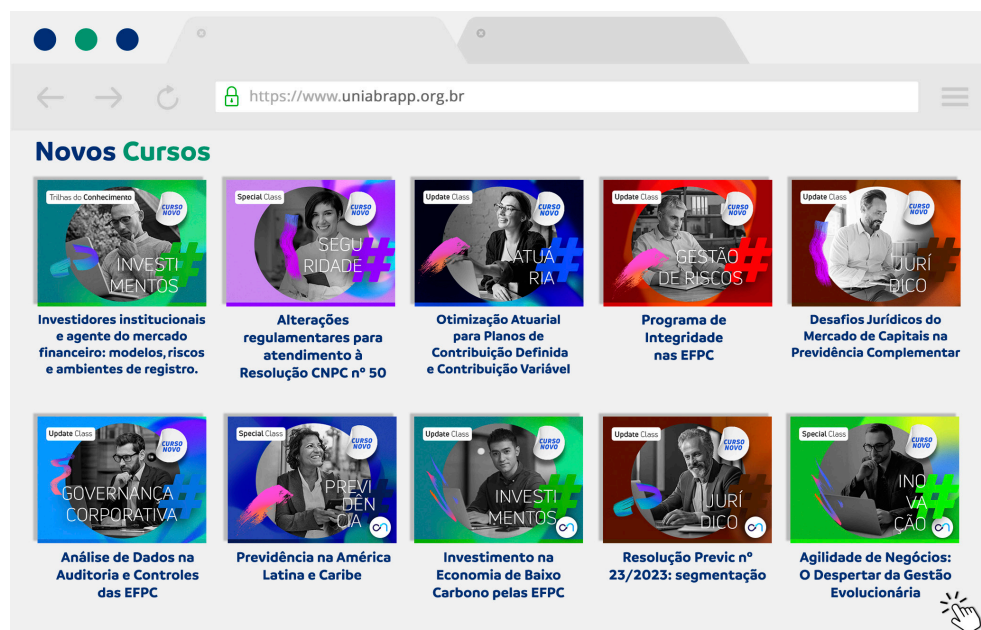 https://www.uniabrapp.org.br
Novos Cursos
Trilhas do Conhecimento
CURSO
NOVO
INVESTI
MENTOS
#
Investidores institucionais
e agente do mercado
financeiro: modelos, riscos
e ambientes de registro.
Special Class
CURSO
NOVO
SEGU
RIDADE
#
Alterações
regulamentares para
atendimento à
Resolução CNPC nº 50
Update Class
CURSO
NOVO
ATUÁ
RIA
#
Otimização Atuarial
para Planos de
Contribuição Definida
e Contribuição Variável
Update Class
CURSO
NOVO
GESTÃO
DE RISCOS
#
Programa de
Integridade
nas EFPC
Update Class
CURSO
NOVO
JURÍ
DICO
#
Desafios Jurídicos do
Mercado de Capitais na
Previdência Complementar
Update Class
CURSO
NOVO
GOVERNANÇA
CORPORATIVA
#
Análise de Dados na
Auditoria e Controles
das EFPC
Special Class
CURSO
NOVO
PREVI
DÊN
CIA
#
Previdência na América
Latina e Caribe
Update Class
CURSO
NOVO
INVESTI
MENTOS
#
Investimento na
Economia de Baixo
Carbono pelas EFPC
Update Class
CURSO
NOVO
JURÍ
DICO
#
Resolução Previc nº
23/2023: segmentação
Special Class
CURSO
NOVO
INO
VA
ÇÃO
#
Agilidade de Negócios:
O Despertar da Gestão
Evolucionária